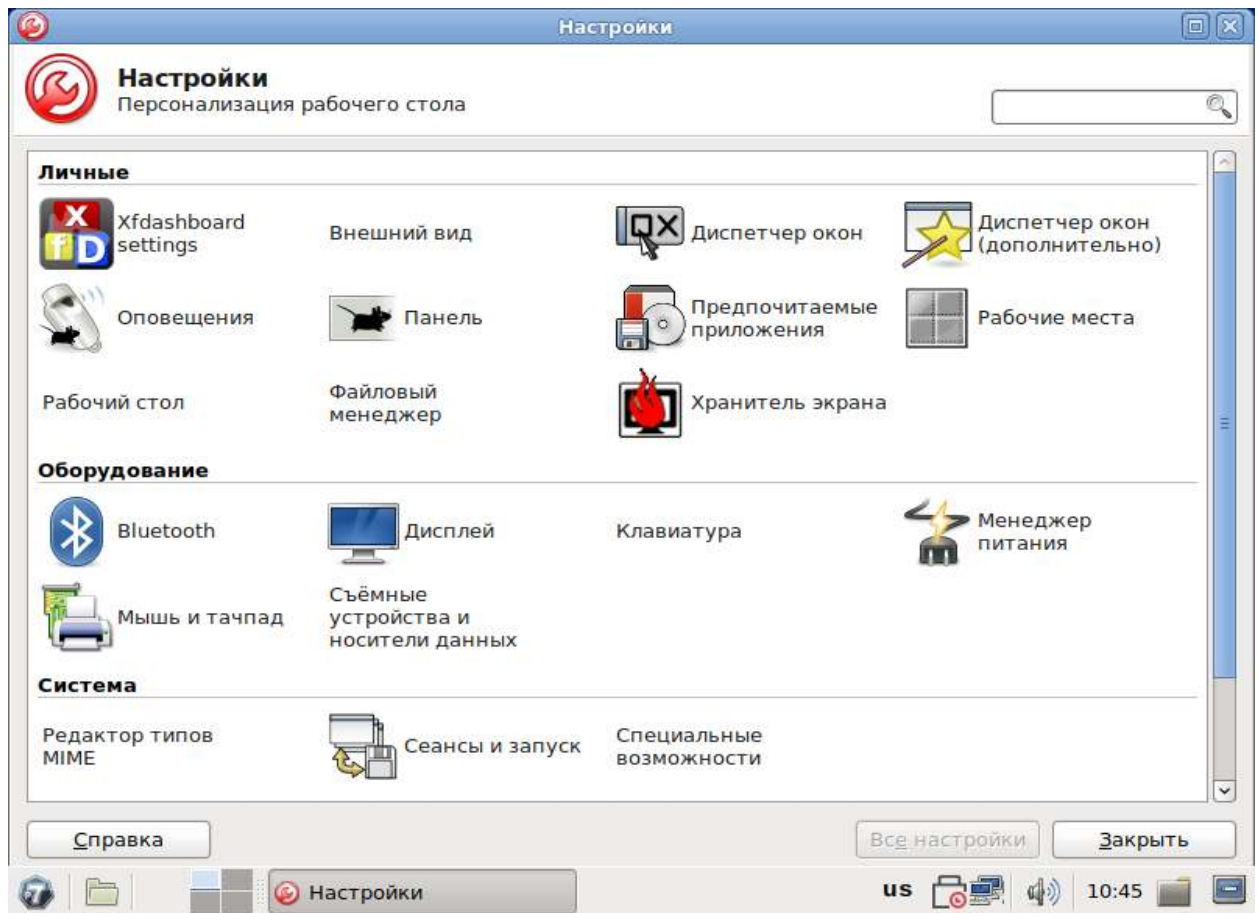 Настройки
Настройки
Персонализация рабочего стола
Личные
Xfdashboard
settings
Внешний вид
Диспетчер окон
Диспетчер окон
(дополнительно)
Оповещения
Панель
Предпочитаемые
приложения
Рабочие места
Рабочий стол
Файловый
менеджер
Хранитель экрана
Оборудование
Bluetooth
Дисплей
Клавиатура
Менеджер
питания
Мышь и тачпад
Съёмные
устройства и
носители данных
Система
Редактор типов
MIME
Сеансы и запуск
Специальные
возможности
Справка
Все настройки
Закрыть
Настройки
us
10:45